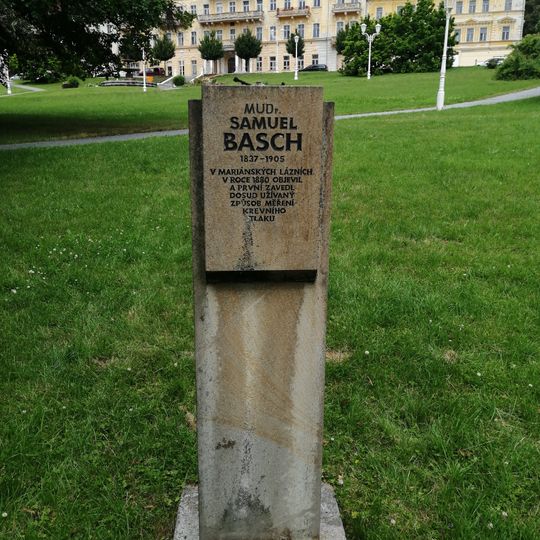 MUDr.
SAMUEL
BASCH
1837-1905
V MARIÁNSKÝCH LÁZNÍCH
V ROCE 1880 OBJEVIL
A PRVNÍ ZAVEDL
DOSUD UŽÍVANÝ
ZPŮSOB MĚŘENÍ
KREVNÍHO
TLAKU